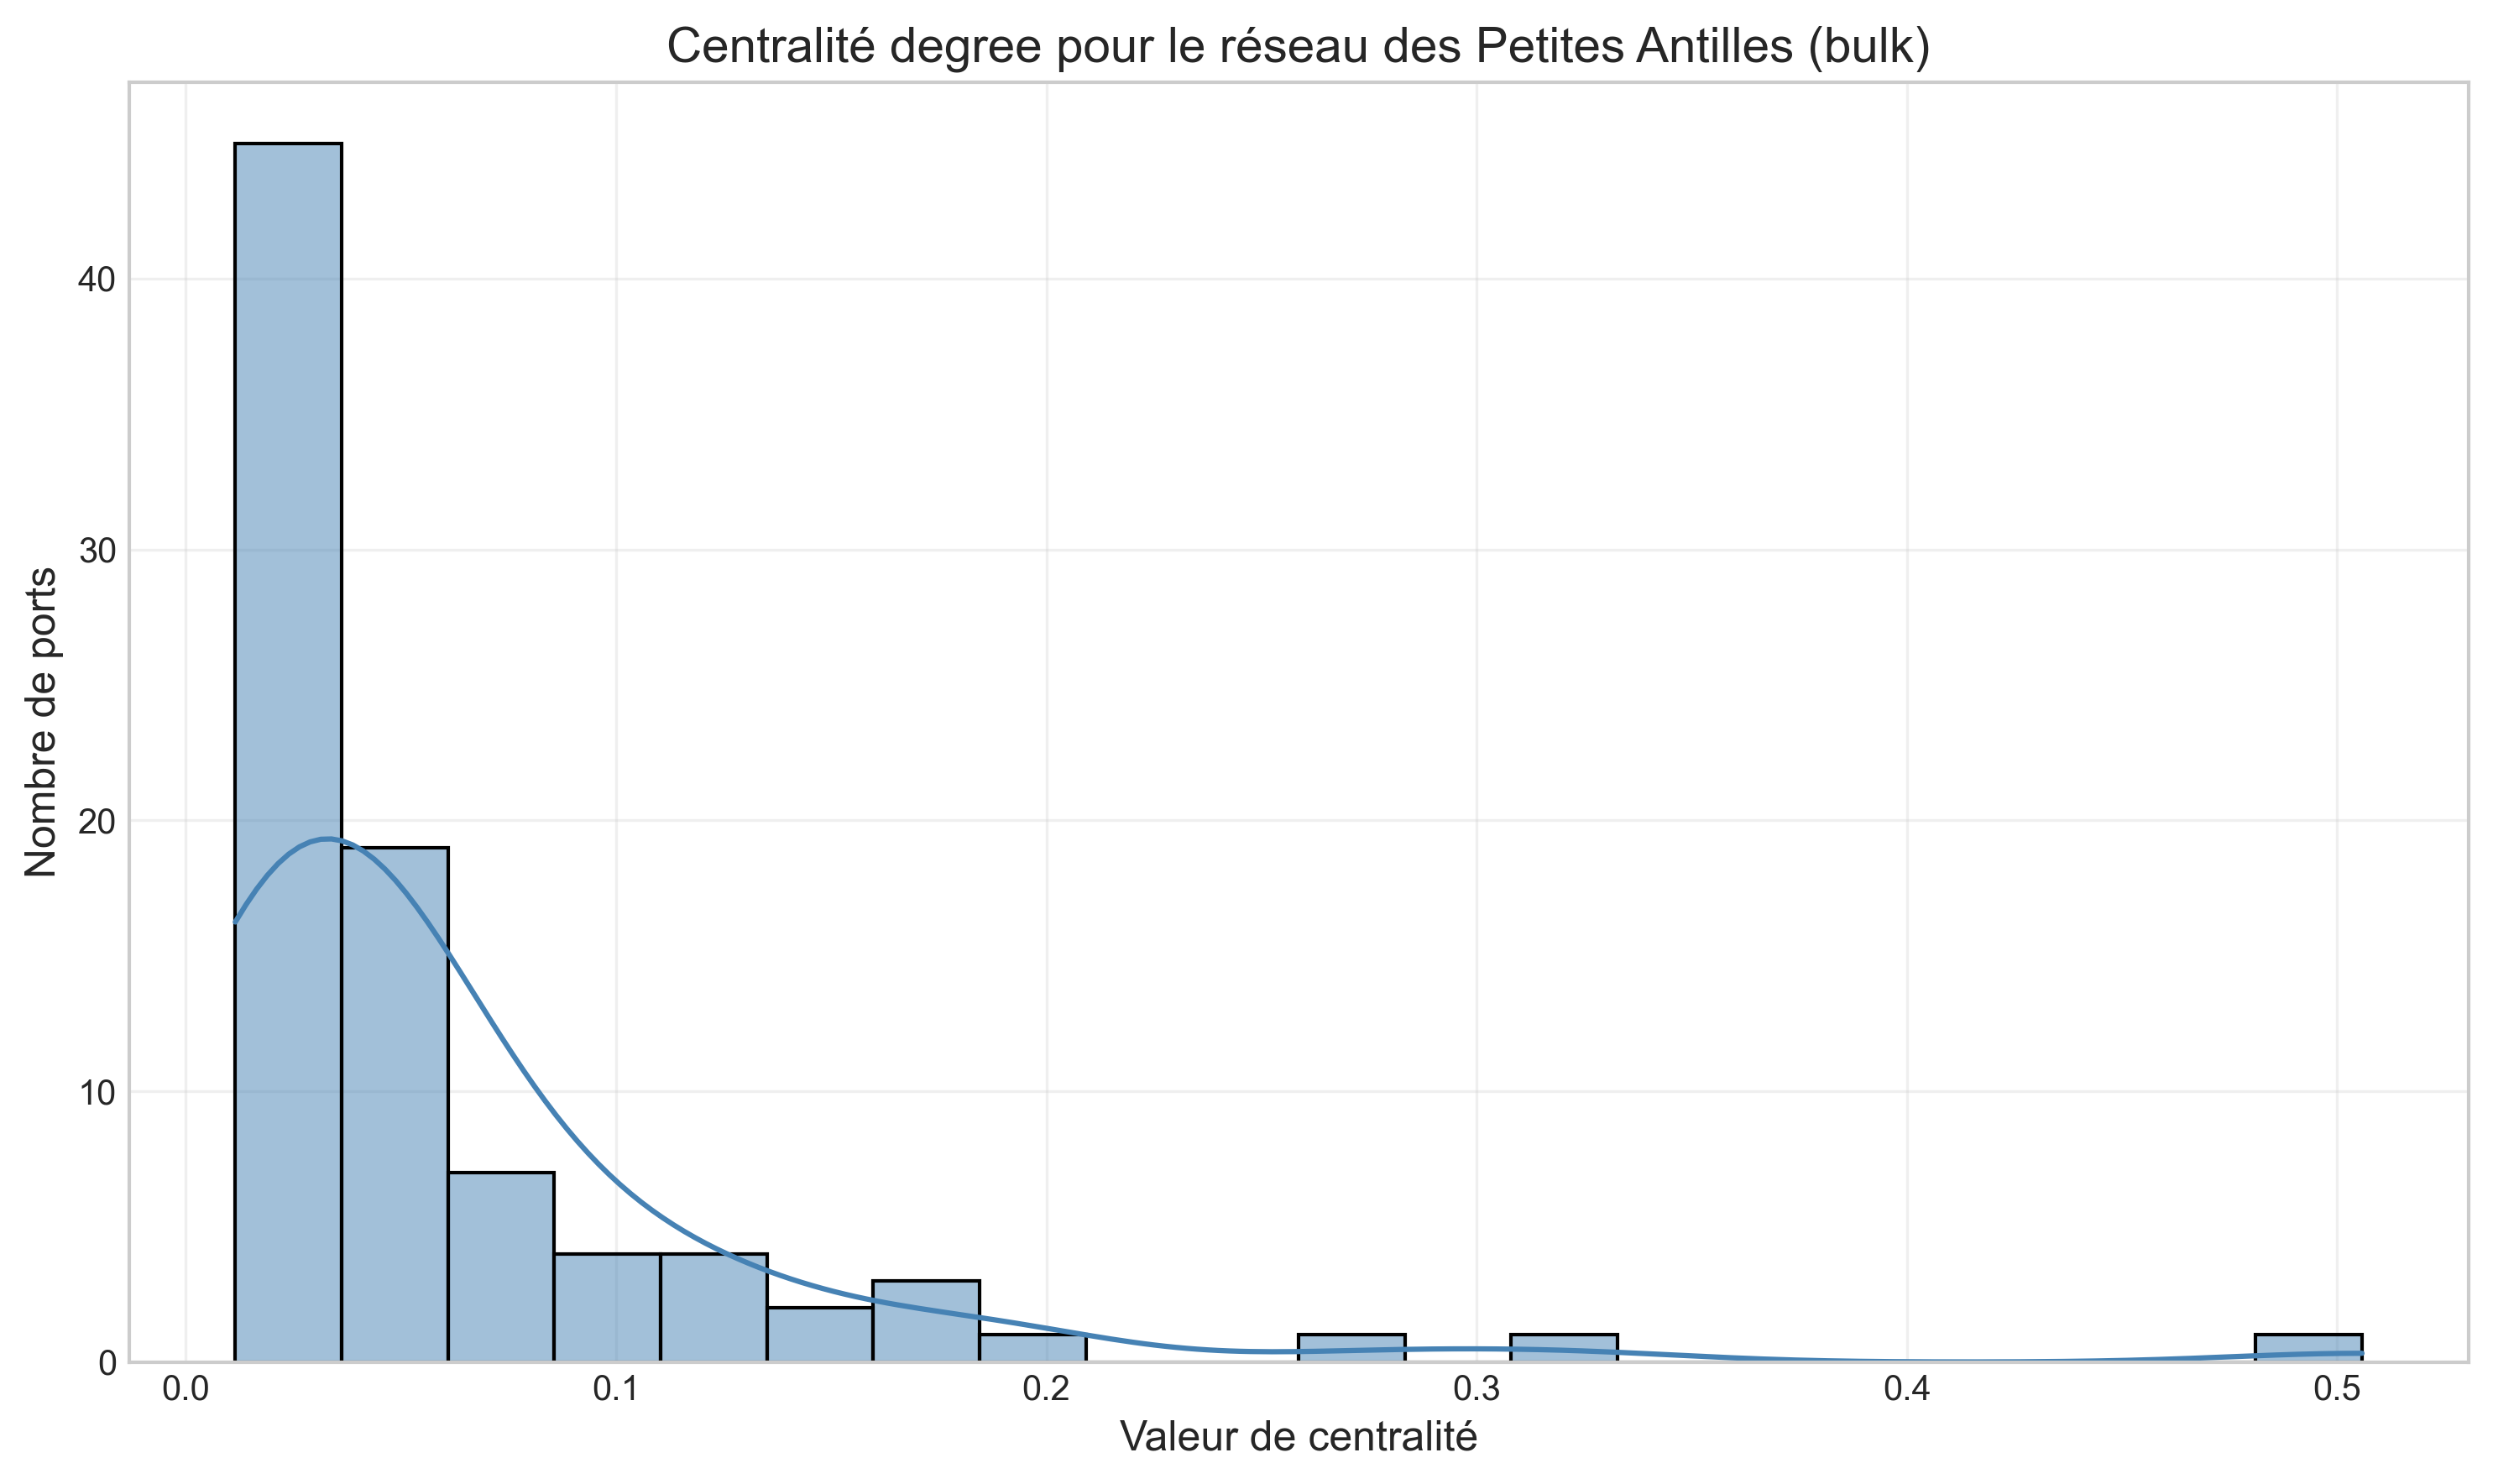 Centralité degree pour le réseau des Petites Antilles (bulk)
Nombre de ports
40
30
20
10
0
0.0 0.1 0.2 0.3 0.4 0.5
Valeur de centralité